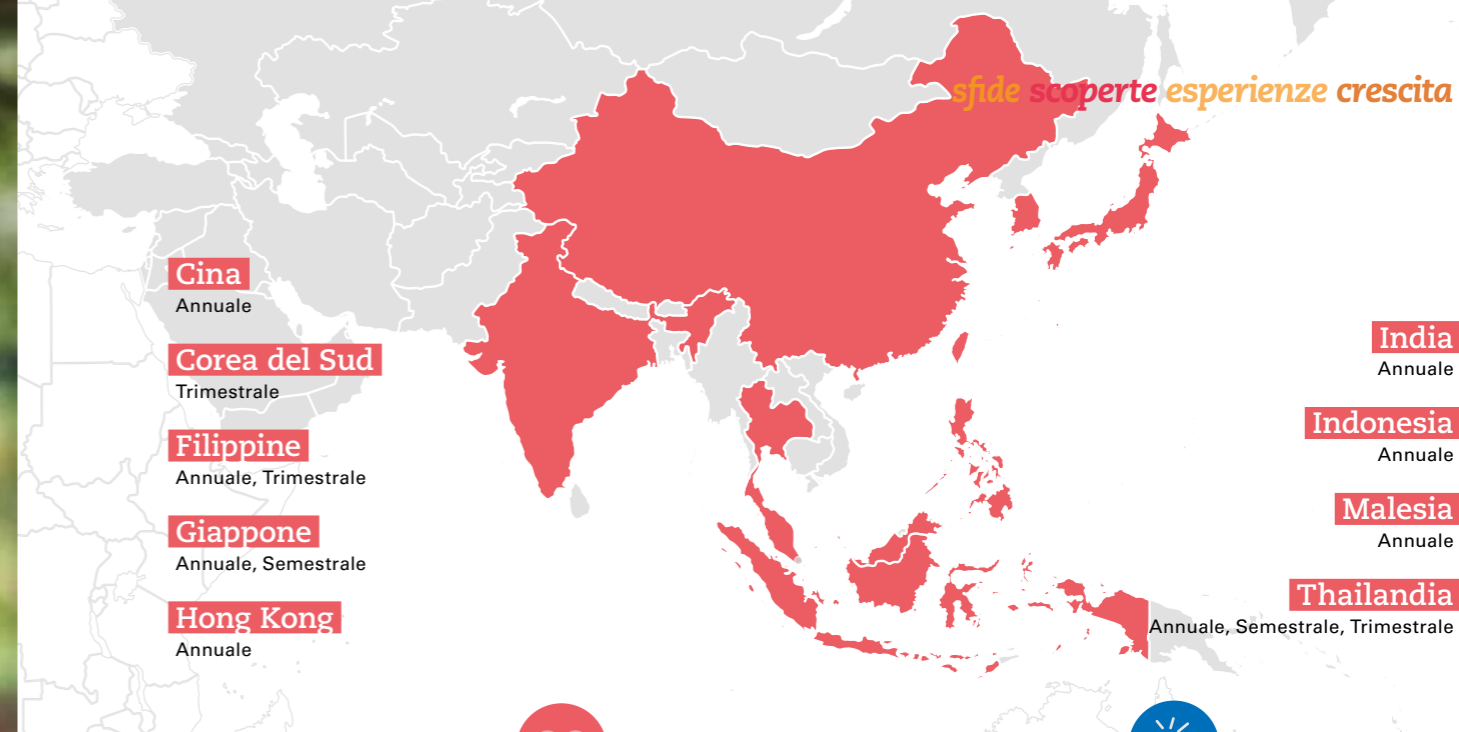 sfide scoperte esperienze crescita
Cina
Annuale
Corea del Sud
Trimestrale
Filippine
Annuale, Trimestrale
Giappone
Annuale, Semestrale
Hong Kong
Annuale
India
Annuale
Indonesia
Annuale
Malesia
Annuale
Thailandia
Annuale, Semestrale, Trimestrale